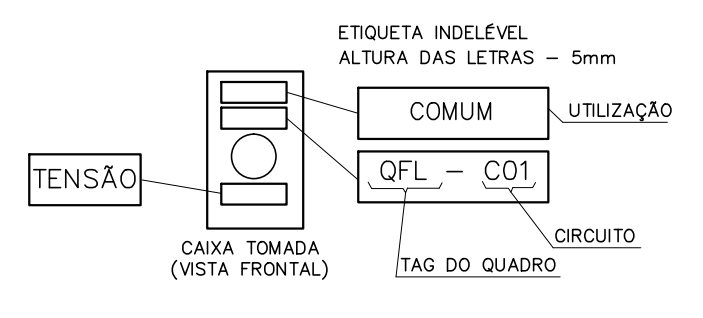 ETIQUETA INDELÉVEL
ALTURA DAS LETRAS - 5mm
COMUM
UTILIZAÇÃO
TENSÃO
QFL - C01
CIRCUITO
CAIXA TOMADA
(VISTA FRONTAL)
TAG DO QUADRO